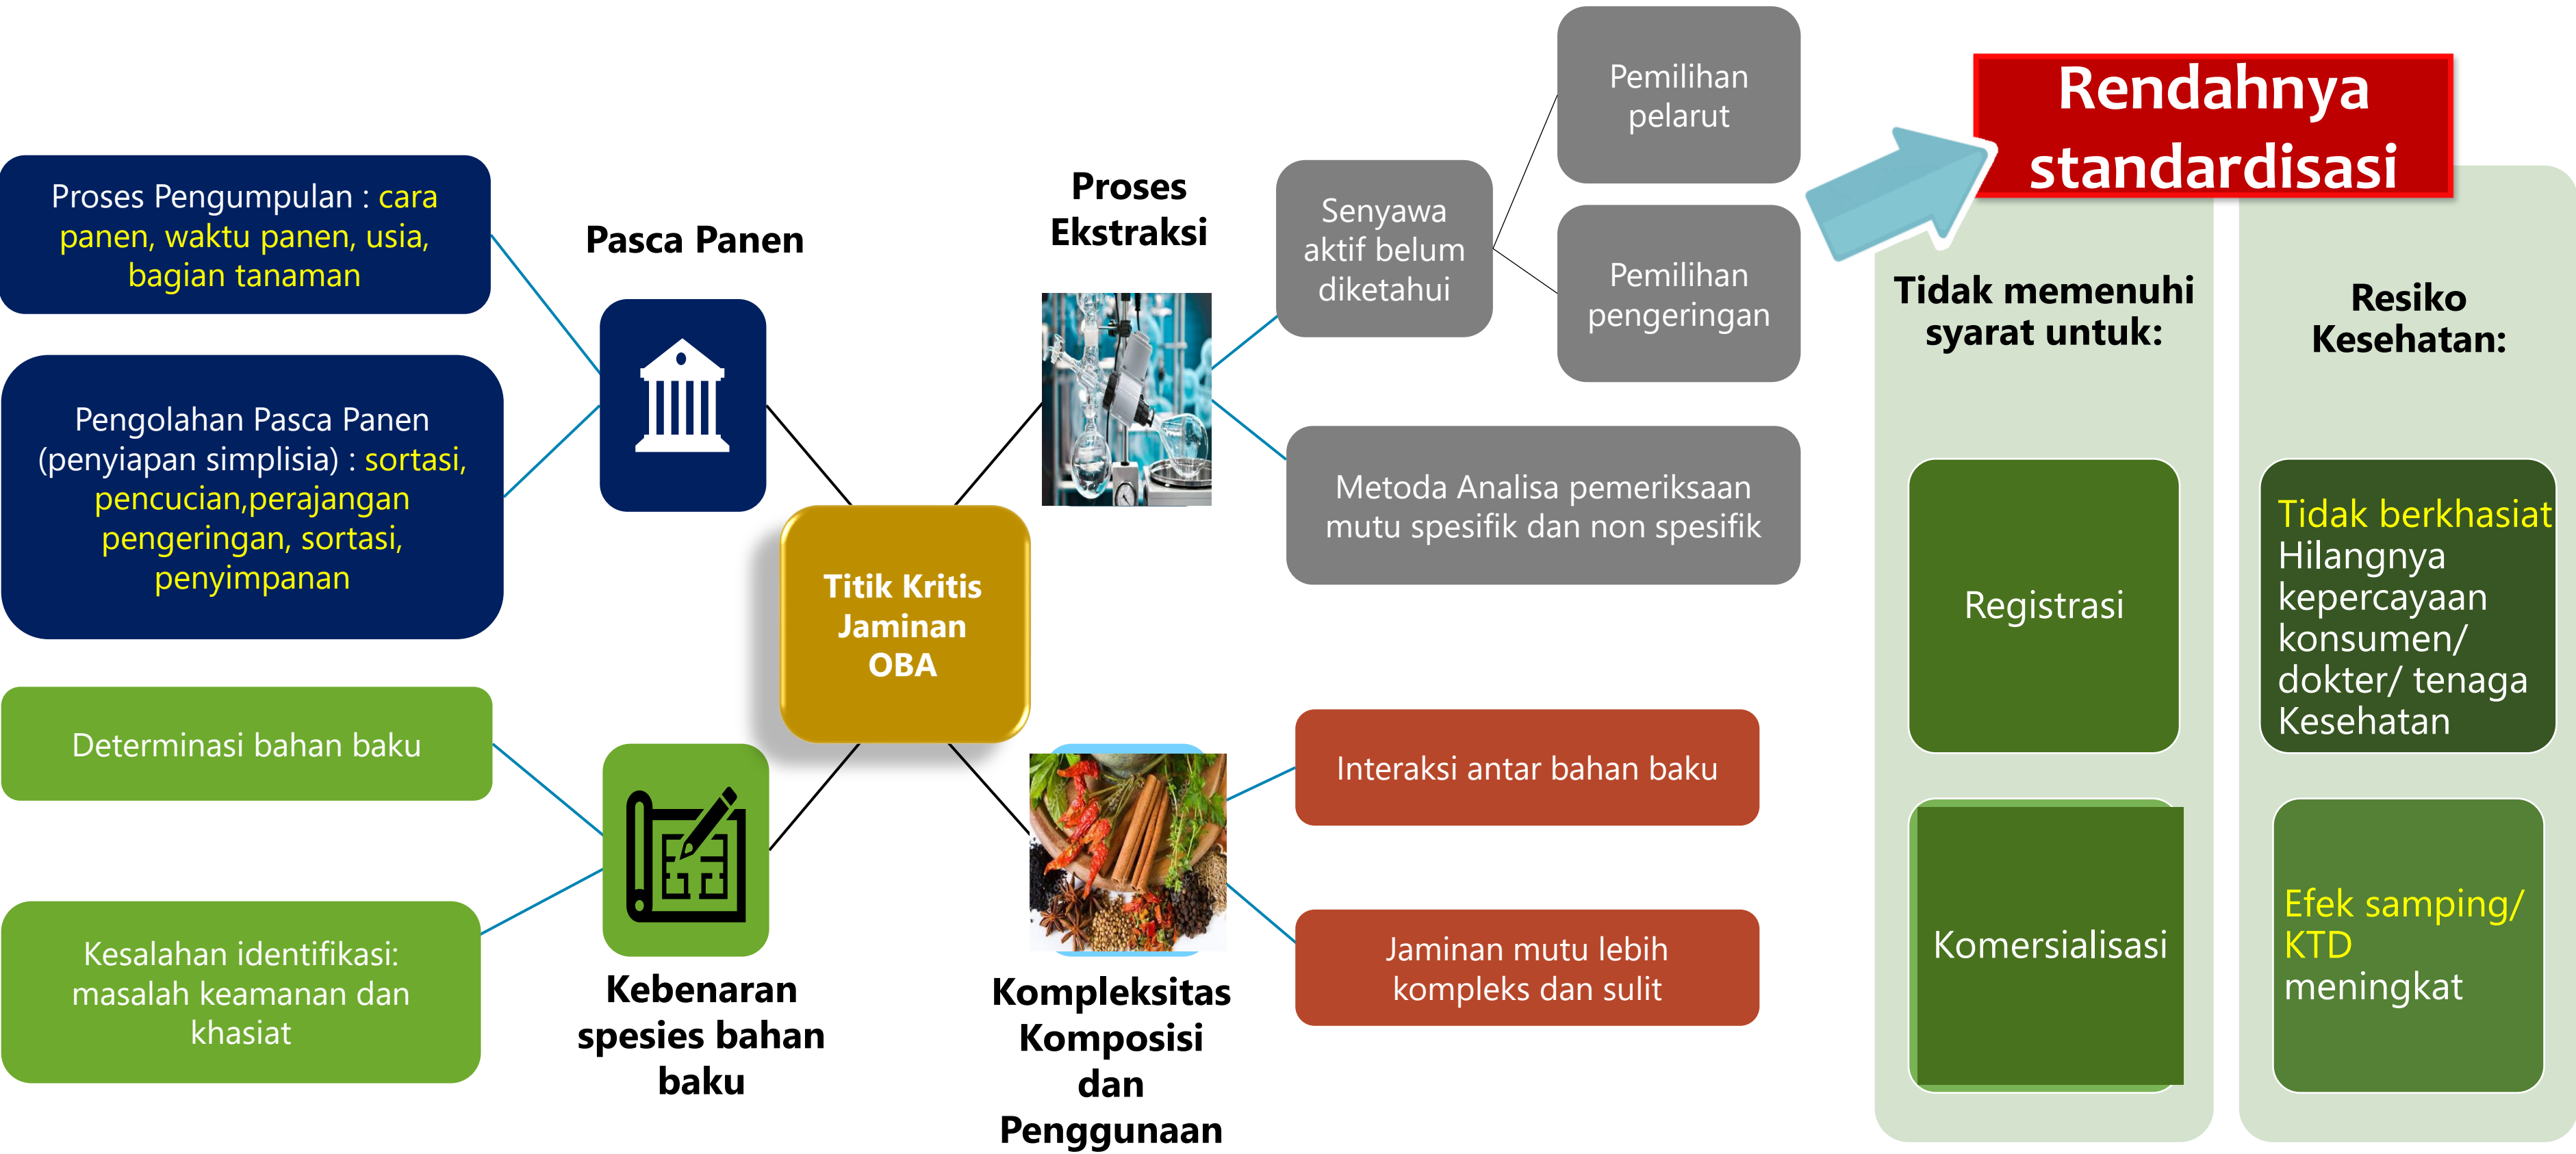 Proses Pengumpulan : cara
panen, waktu panen, usia,
bagian tanaman
Pengolahan Pasca Panen
(penyiapan simplisia) : sortasi,
pencucian,perajangan
pengeringan, sortasi,
penyimpanan
Determinasi bahan baku
Kesalahan identifikasi:
masalah keamanan dan
khasiat
Pasca Panen
Kebenaran
spesies bahan
baku
Titik Kritis
Jaminan
OBA
Proses
Ekstraksi
Kompleksitas
Komposisi
dan
Penggunaan
Senyawa
aktif belum
diketahui
Pemilihan
pelarut
Pemilihan
pengeringan
Metoda Analisa pemeriksaan
mutu spesifik dan non spesifik
Interaksi antar bahan baku
Jaminan mutu lebih
kompleks dan sulit
Rendahnya
standardisasi
Tidak memenuhi
syarat untuk:
Registrasi
Komersialisasi
Resiko
Kesehatan:
Tidak berkhasiat
Hilangnya
kepercayaan
konsumen/
dokter/ tenaga
Kesehatan
Efek samping/
KTD
meningkat